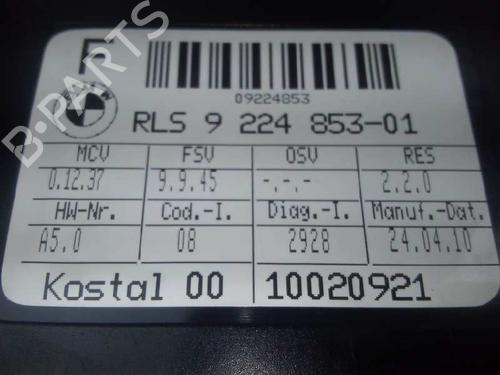 09224853
RLS 9 224 853-01
MCV FSV OSV RES
0.12.37 9.9.45 -.-.- 2.2.0
HW-Nr. Cod.-I. Diag.-I. Manuf.-Dat.
A5.0 08 2928 24.04.10
Kostal 00 10020921
B-PARTS